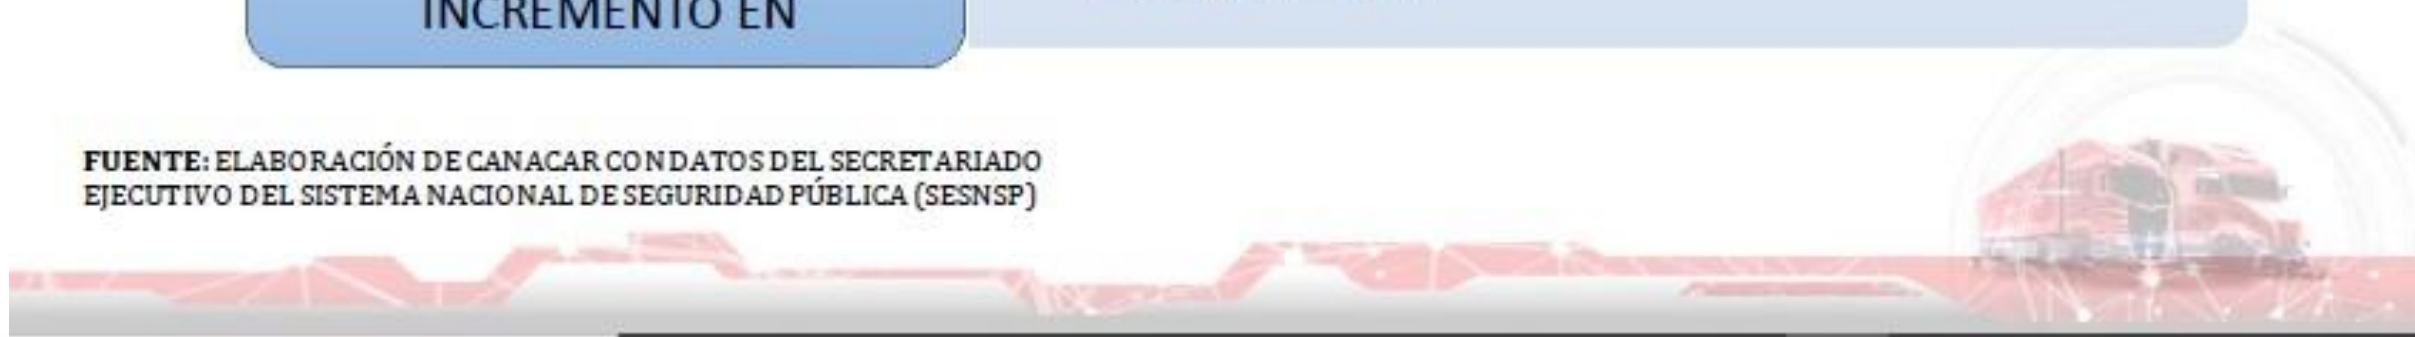 INCREMENTO EN
FUENTE: ELABORACIÓN DE CANACAR CON DATOS DEL SECRETARIADO
EJECUTIVO DEL SISTEMA NACIONAL DE SEGURIDAD PÚBLICA (SESNSP)